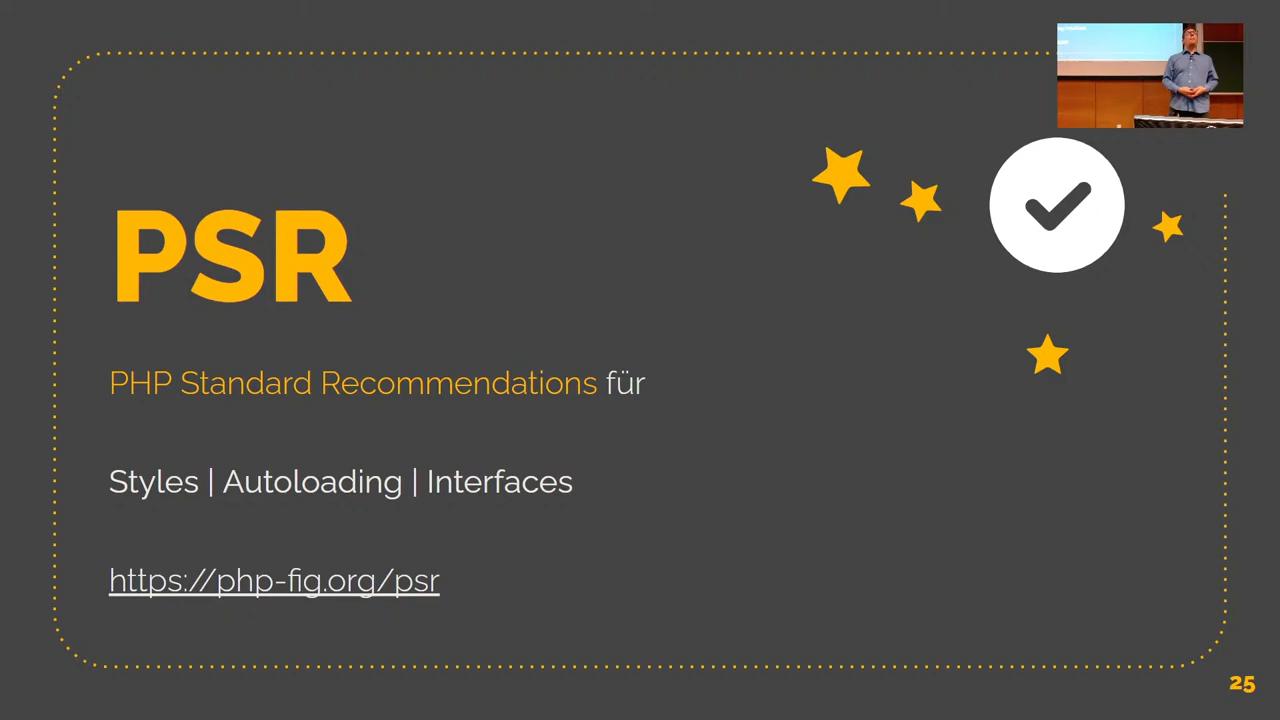 PSR
PHP Standard Recommendations für
Styles | Autoloading | Interfaces
https://php-fig.org/psr
25